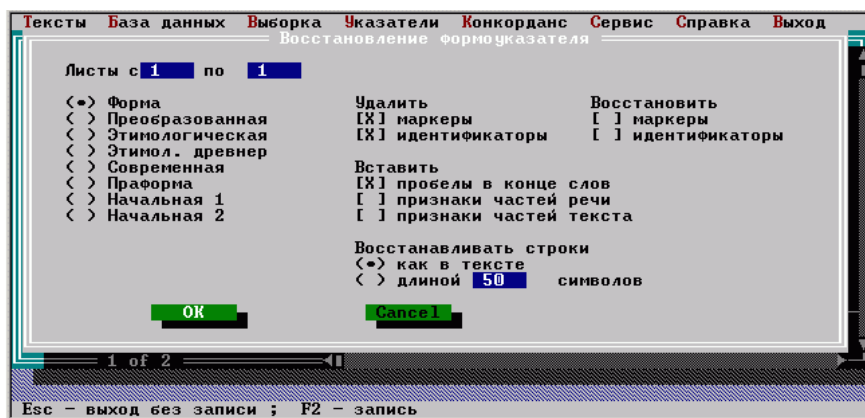 Тексты База данных Выборка Указатели Конкорданс Сервис Справка Выход
Восстановление формоуказателя
Листы с 1 по 1
(•) Форма
( ) Преобразованная
( ) Этимологическая
( ) Этимол. древнер
( ) Современная
( ) Праформа
( ) Начальная 1
( ) Начальная 2
Удалить
[X] маркеры
[X] идентификаторы
Восстановить
[ ] маркеры
[ ] идентификаторы
Вставить
[X] пробелы в конце слов
[ ] признаки частей речи
[ ] признаки частей текста
Восстанавливать строки
(•) как в тексте
( ) длиной 50 символов
OK
Cancel
1 of 2
Esc – выход без записи ; F2 – запись